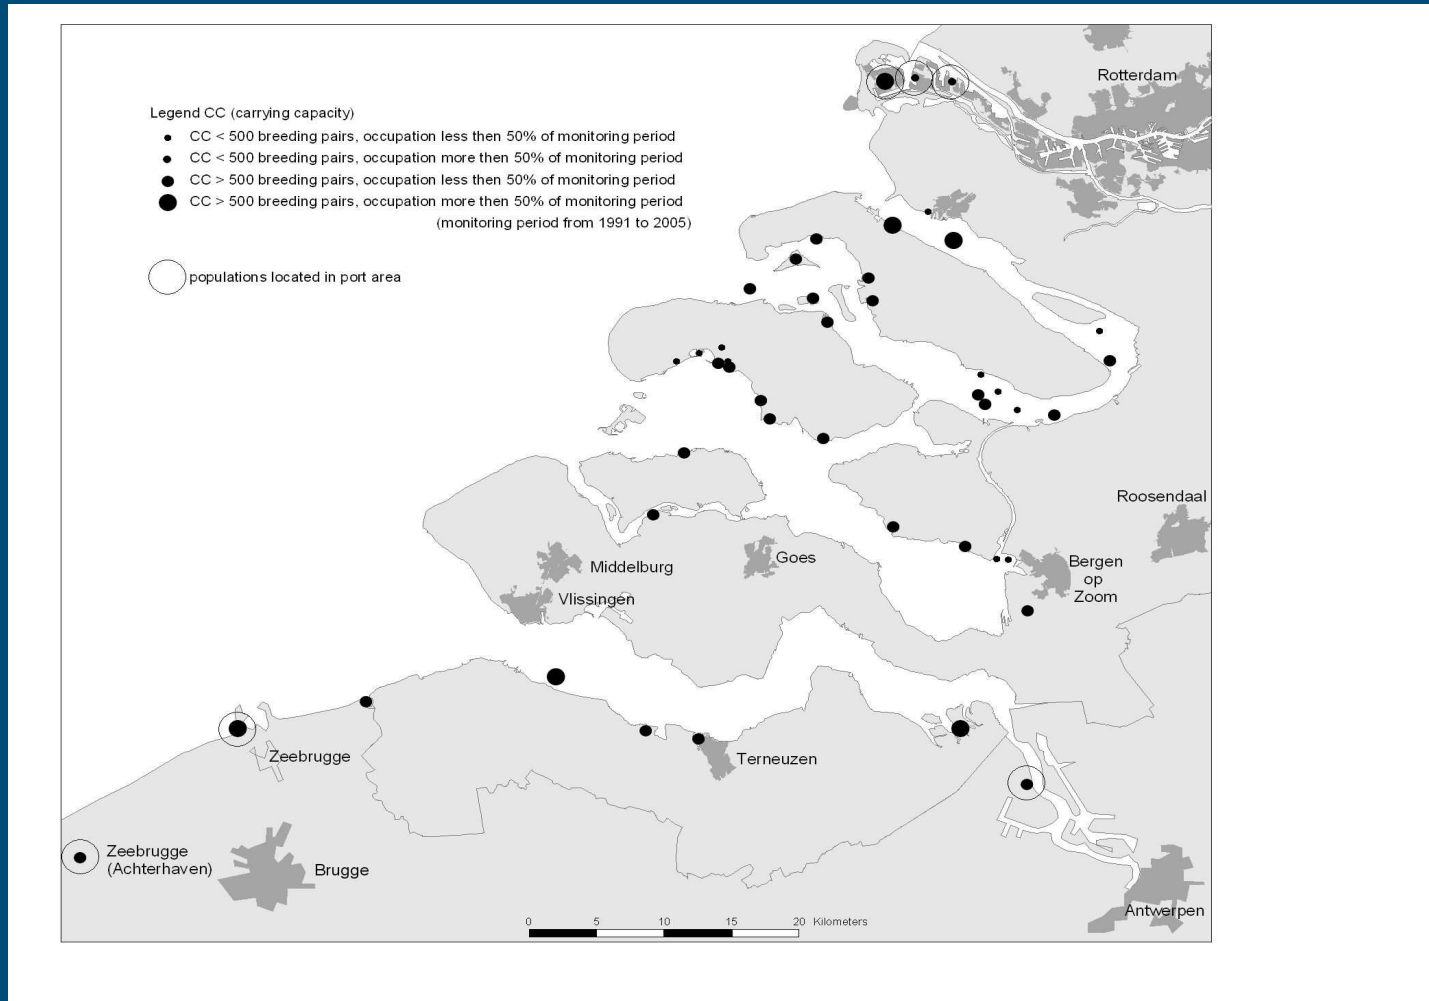 Rotterdam
Legend CC (carrying capacity)
CC < 500 breeding pairs, occupation less then 50% of monitoring period
CC < 500 breeding pairs, occupation more then 50% of monitoring period
CC > 500 breeding pairs, occupation less then 50% of monitoring period
CC > 500 breeding pairs, occupation more then 50% of monitoring period
(monitoring period from 1991 to 2005)
populations located in port area
Roosendaal
Middelburg
Goes
Bergen
op
Zoom
Vlissingen
Zeebrugge
Terneuzen
Zeebrugge
(Achterhaven)
Brugge
Antwerpen
0 5 10 15 20 Kilometers